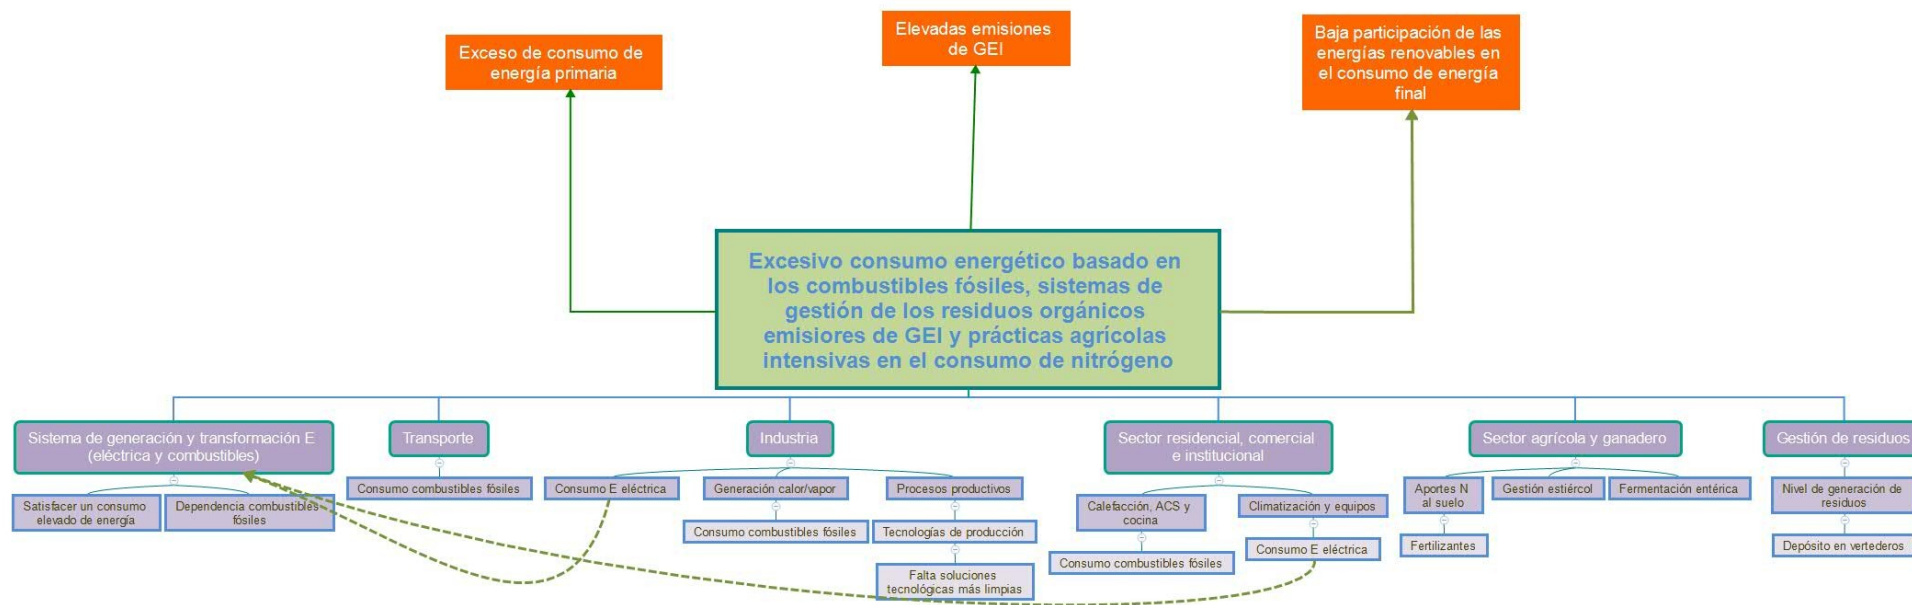 Exceso de consumo de
energía primaria
Elevadas emisiones
de GEI
Baja participación de las
energías renovables en
el consumo de energía
final
Excesivo consumo energético basado en
los combustibles fósiles, sistemas de
gestión de los residuos orgánicos
emisiores de GEI y prácticas agrícolas
intensivas en el consumo de nitrógeno
Sistema de generación y transformación E
(eléctrica y combustibles)
Satisfacer un consumo
elevado de energía
Dependencia combustibles
fósiles
Transporte
Consumo combustibles fósiles
Industria
Consumo E eléctrica
Generación calor/vapor
Consumo combustibles fósiles
Procesos productivos
Tecnologías de producción
Falta soluciones
tecnológicas más limpias
Sector residencial, comercial
e institucional
Calefacción, ACS y
cocina
Consumo combustibles fósiles
Climatización y equipos
Consumo E eléctrica
Sector agrícola y ganadero
Aportes N
al suelo
Fertilizantes
Gestión estiércol
Fermentación entérica
Gestión de residuos
Nivel de generación de
residuos
Depósito en vertederos